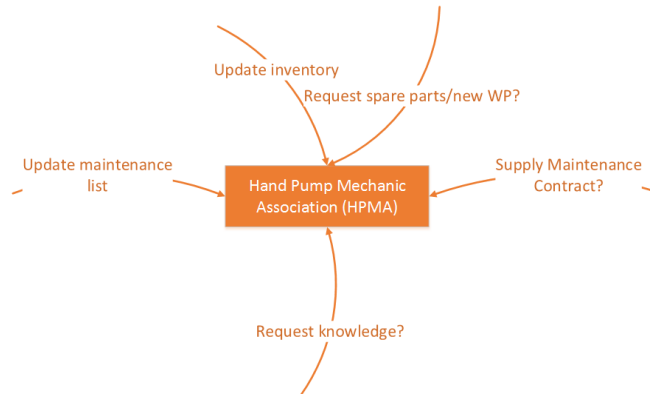 Update inventory
Request spare parts/new WP?
Update maintenance
list
Hand Pump Mechanic
Association (HPMA)
Supply Maintenance
Contract?
Request knowledge?